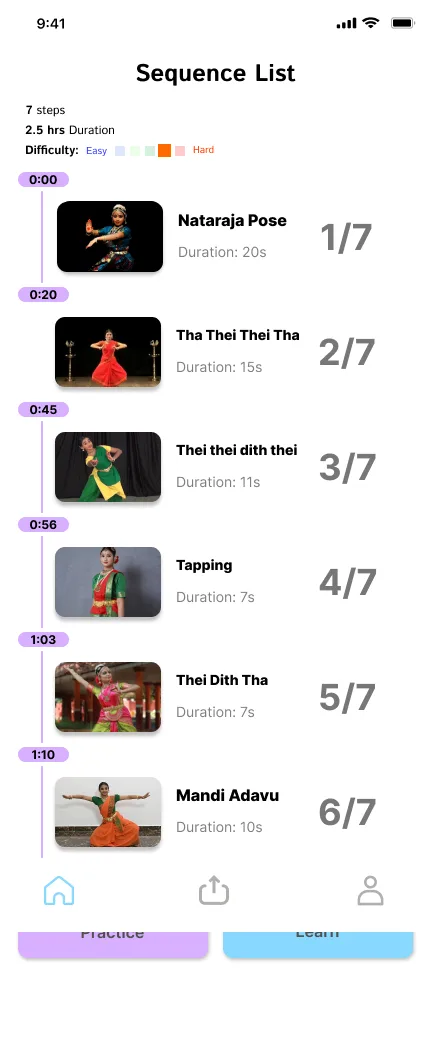 9:41
Sequence List
7 steps
2.5 hrs Duration
Difficulty: Easy Hard
0:00
Nataraja Pose
Duration: 20s
1/7
0:20
Tha Thei Thei Tha
Duration: 15s
2/7
0:45
Thei thei dith thei
Duration: 11s
3/7
0:56
Tapping
Duration: 7s
4/7
1:03
Thei Dith Tha
Duration: 7s
5/7
1:10
Mandi Adavu
Duration: 10s
6/7
Practice
Learn